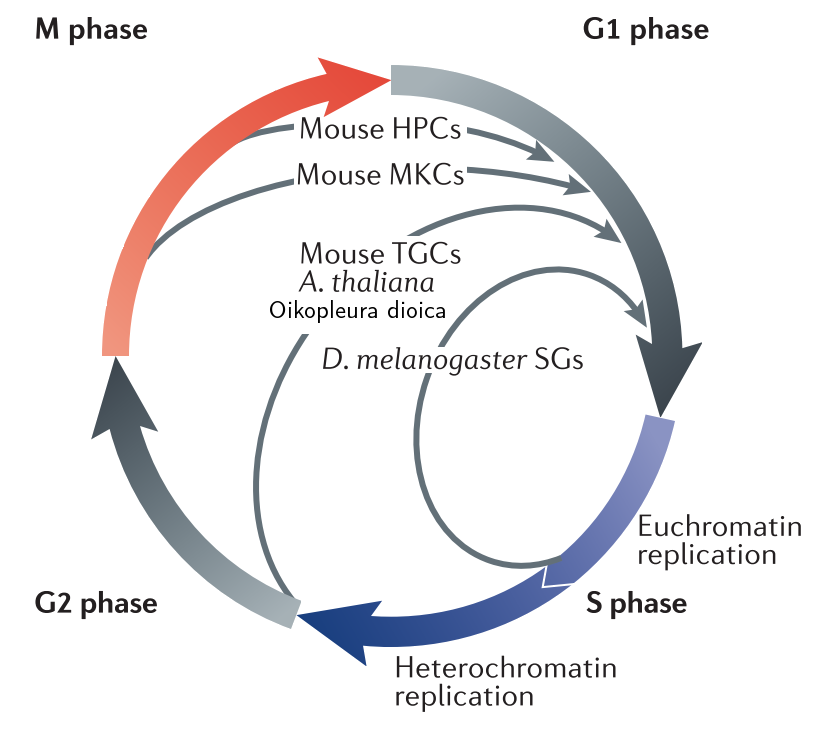 M phase
G1 phase
Mouse HPCs
Mouse MKCs
Mouse TGCs
A. thaliana
Oikopleura dioica
D. melanogaster SGs
Euchromatin
replication
G2 phase
S phase
Heterochromatin
replication